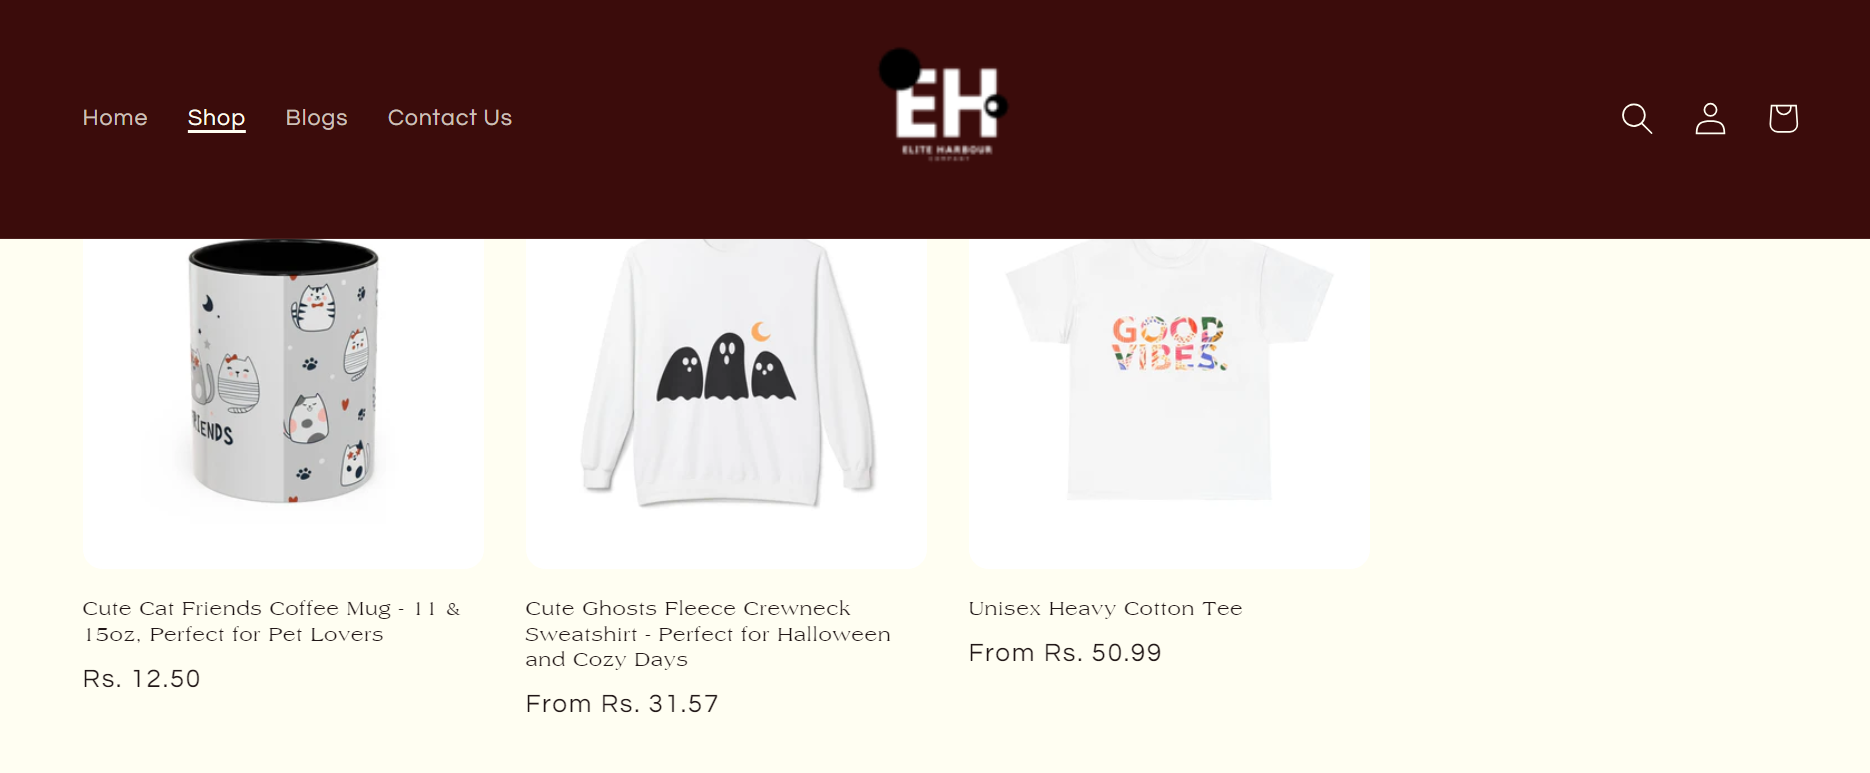 Home Shop Blogs Contact Us
EH
ELITE HARBOUR
COMPANY
FRIENDS
GOOD
VIBES.
Cute Cat Friends Coffee Mug - 11 &
15oz, Perfect for Pet Lovers
Rs. 12.50
Cute Ghosts Fleece Crewneck
Sweatshirt - Perfect for Halloween
and Cozy Days
From Rs. 31.57
Unisex Heavy Cotton Tee
From Rs. 50.99